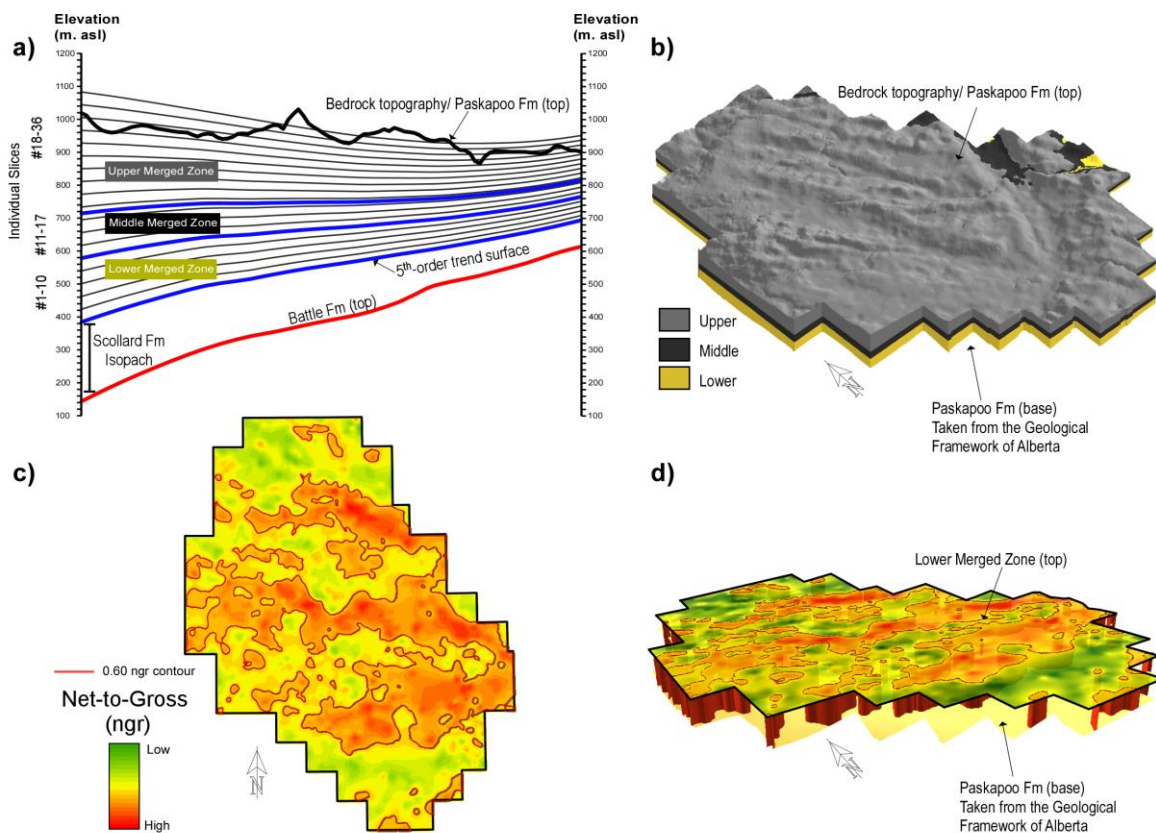 a)
Elevation
(m. asl)
Elevation
(m. asl)
1200
1100
1000
900
800
700
600
500
400
300
200
100
1200
1100
1000
900
800
700
600
500
400
300
200
100
Individual Slices
#18-36
#11-17
#1-10
Bedrock topography/ Paskapoo Fm (top)
Upper Merged Zone
Middle Merged Zone
Lower Merged Zone
5th-order trend surface
Battle Fm (top)
Scollard Fm
Isopach
b)
Bedrock topography/ Paskapoo Fm (top)
Upper
Middle
Lower
N
Paskapoo Fm (base)
Taken from the Geological
Framework of Alberta
c)
0.60 ngr contour
Net-to-Gross
(ngr)
Low
High
N
d)
Lower Merged Zone (top)
N
Paskapoo Fm (base)
Taken from the Geological
Framework of Alberta